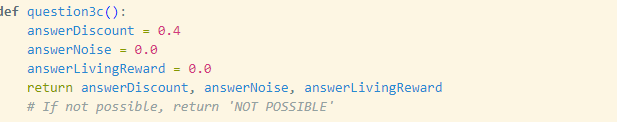 def question3c():
    answerDiscount = 0.4
    answerNoise = 0.0
    answerLivingReward = 0.0
    return answerDiscount, answerNoise, answerLivingReward
    # If not possible, return 'NOT POSSIBLE'